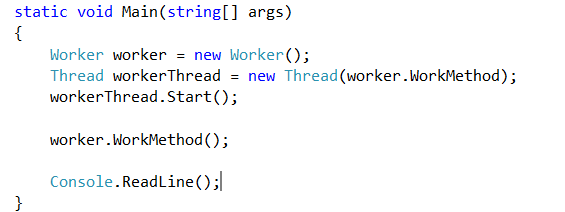 static void Main(string[] args)
{
    Worker worker = new Worker();
    Thread workerThread = new Thread(worker.WorkMethod);
    workerThread.Start();

    worker.WorkMethod();

    Console.ReadLine();
}